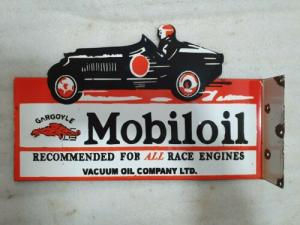 GARGOYLE
Mobiloil
RECOMMENDED FOR ALL RACE ENGINES
VACUUM OIL COMPANY LTD.